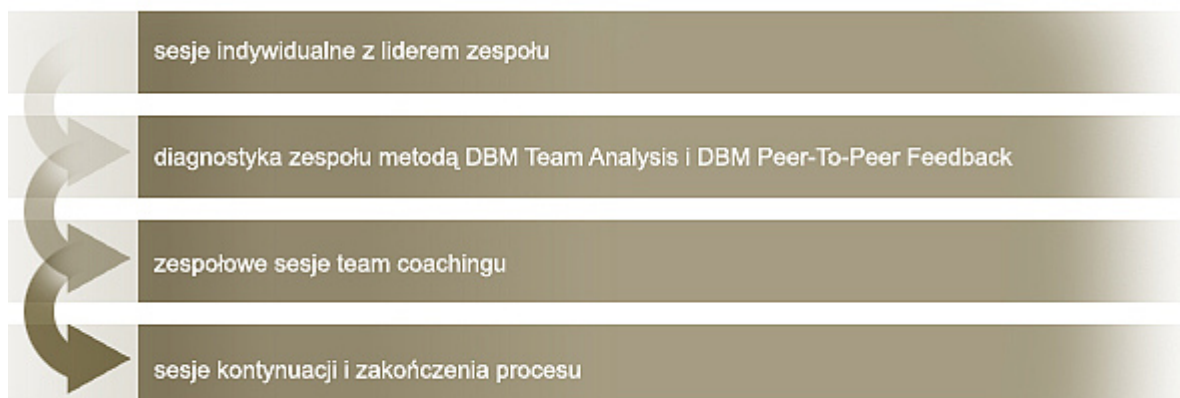 sesje indywidualne z liderem zespołu
diagnostyka zespołu metodą DBM Team Analysis i DBM Peer-To-Peer Feedback
zespołowe sesje team coachingu
sesje kontynuacji i zakończenia procesu